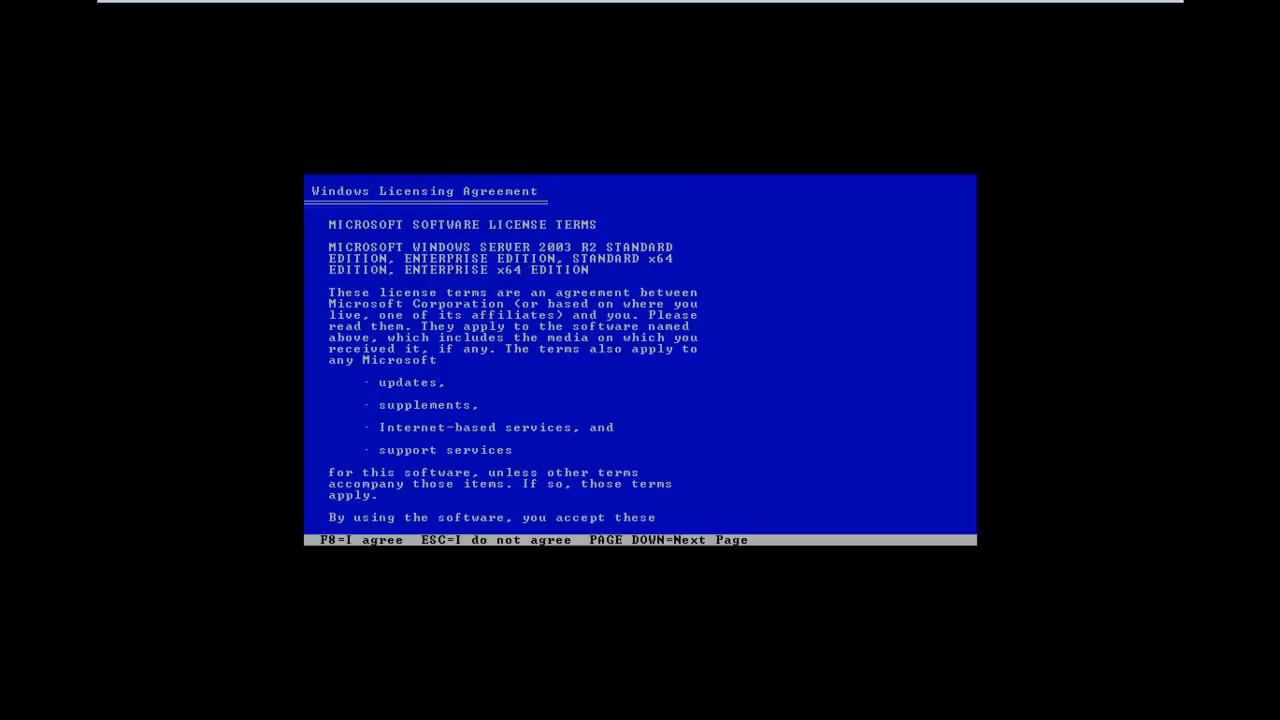 Windows Licensing Agreement
MICROSOFT SOFTWARE LICENSE TERMS
MICROSOFT WINDOWS SERVER 2003 R2 STANDARD
EDITION, ENTERPRISE EDITION, STANDARD x64
EDITION, ENTERPRISE x64 EDITION
These license terms are an agreement between
Microsoft Corporation (or based on where you
live, one of its affiliates) and you. Please
read them. They apply to the software named
above, which includes the media on which you
received it, if any. The terms also apply to
any Microsoft
· updates,
· supplements,
· Internet-based services, and
· support services
for this software, unless other terms
accompany those items. If so, those terms
apply.
By using the software, you accept these
F8=I agree  ESC=I do not agree  PAGE DOWN=Next Page